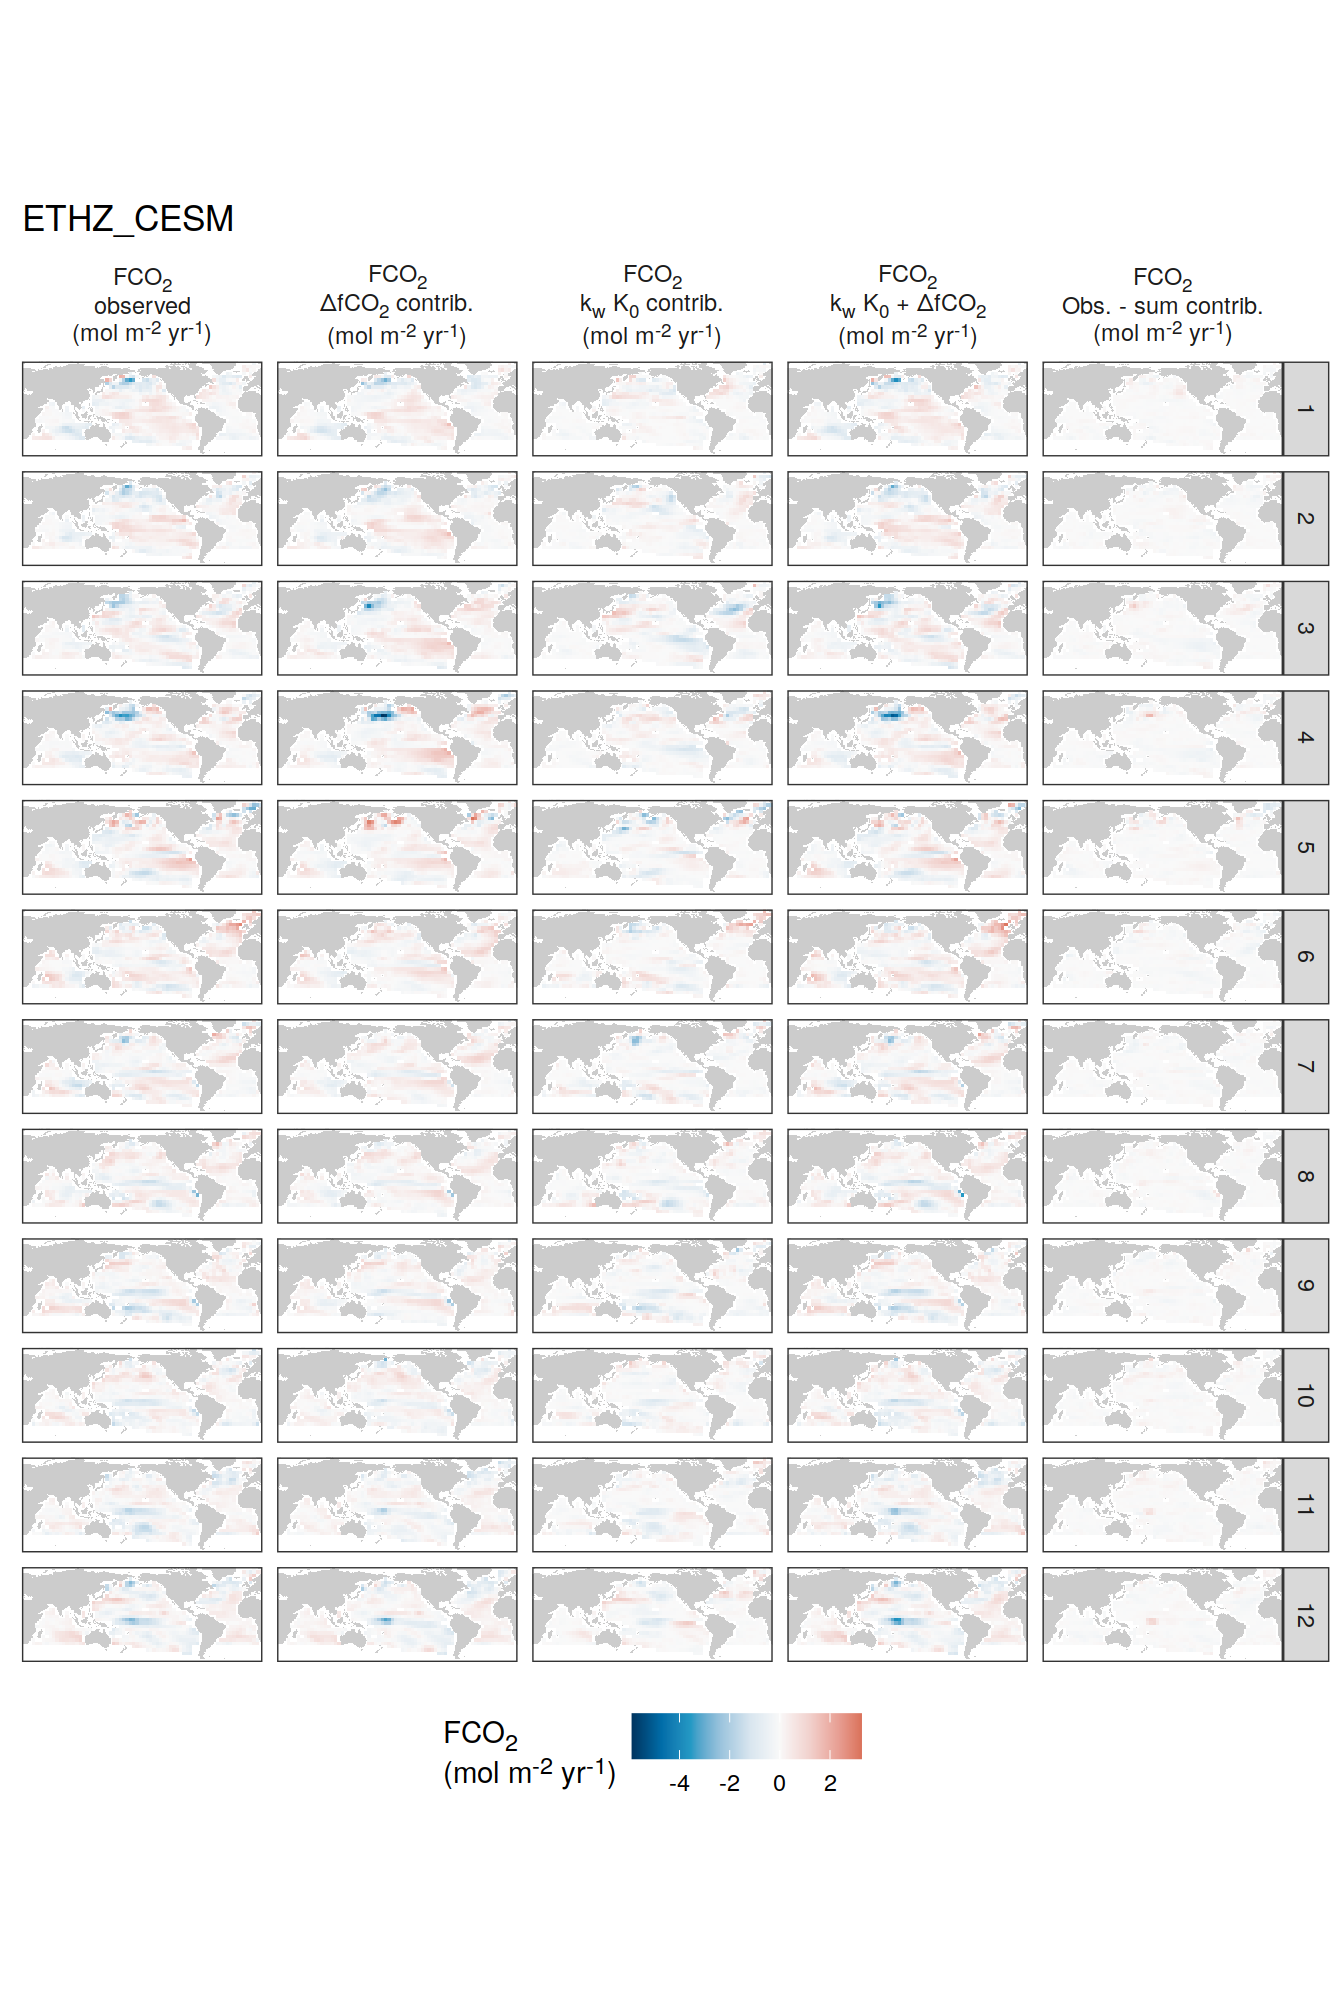 ETHZ_CESM
FCO2
observed
(mol m-2 yr-1)
FCO2
ΔfCO2 contrib.
(mol m-2 yr-1)
FCO2
kw K0 contrib.
(mol m-2 yr-1)
FCO2
kw K0 + ΔfCO2
(mol m-2 yr-1)
FCO2
Obs. - sum contrib.
(mol m-2 yr-1)
1
2
3
4
5
6
7
8
9
10
11
12
FCO2
(mol m-2 yr-1)
-4 -2 0 2